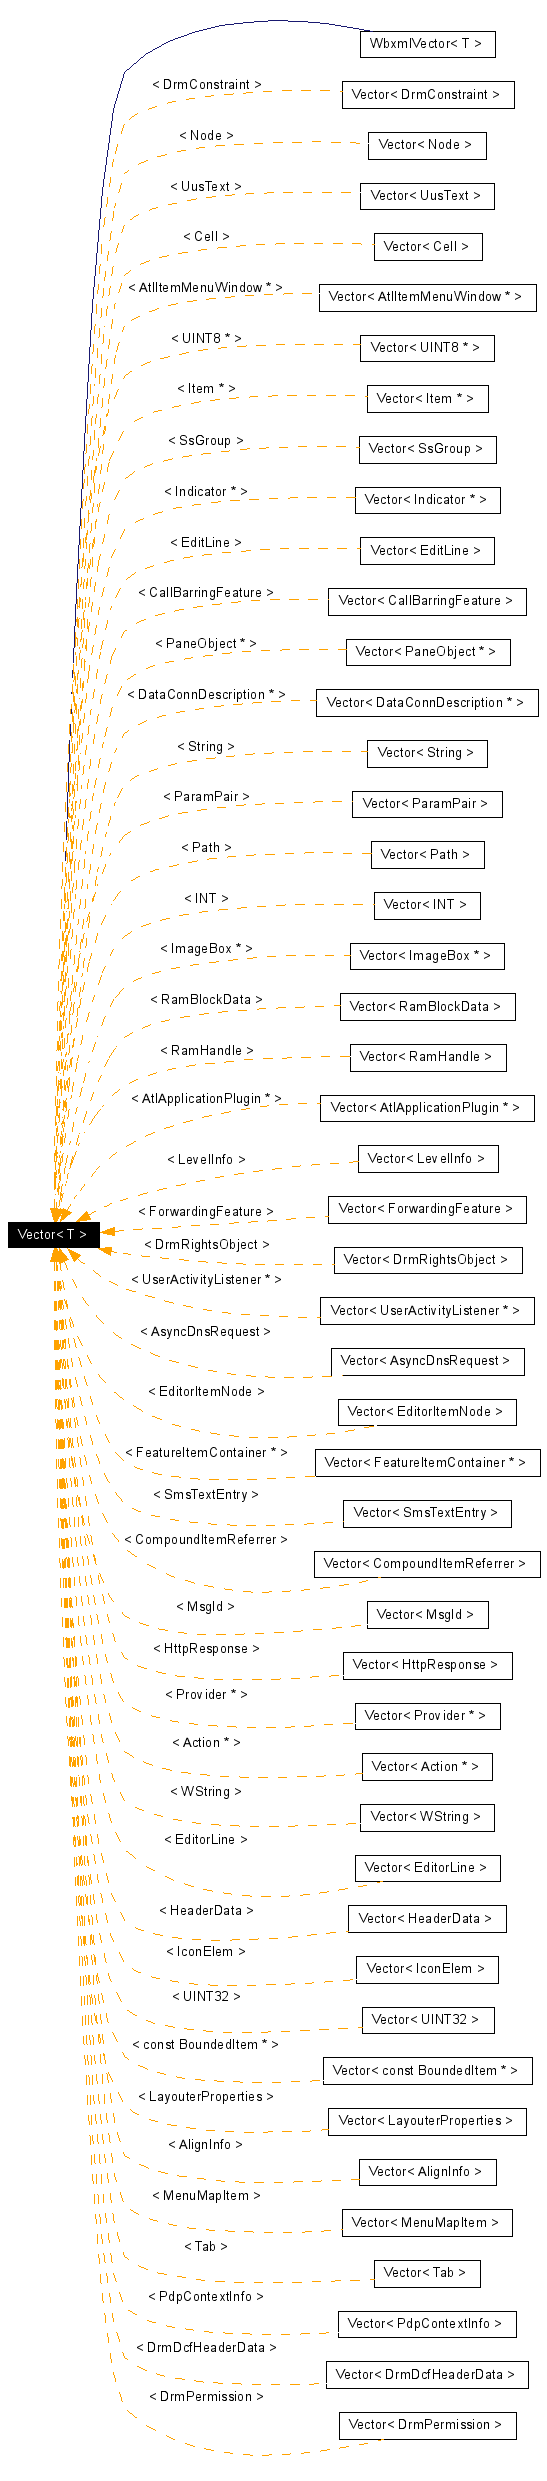 WbxmlVector< T >
< DrmConstraint >
Vector< DrmConstraint >
< Node >
Vector< Node >
< UusText >
Vector< UusText >
< Cell >
Vector< Cell >
< AtlItemMenuWindow * >
Vector< AtlItemMenuWindow * >
< UINT8 * >
Vector< UINT8 * >
< Item * >
Vector< Item * >
< SsGroup >
Vector< SsGroup >
< Indicator * >
Vector< Indicator * >
< EditLine >
Vector< EditLine >
< CallBarringFeature >
Vector< CallBarringFeature >
< PaneObject * >
Vector< PaneObject * >
< DataConnDescription * >
Vector< DataConnDescription * >
< String >
Vector< String >
< ParamPair >
Vector< ParamPair >
< Path >
Vector< Path >
< INT >
Vector< INT >
< ImageBox * >
Vector< ImageBox * >
< RamBlockData >
Vector< RamBlockData >
< RamHandle >
Vector< RamHandle >
< AtlApplicationPlugin * >
Vector< AtlApplicationPlugin * >
< LevelInfo >
Vector< LevelInfo >
< ForwardingFeature >
Vector< ForwardingFeature >
Vector< T >
< DrmRightsObject >
Vector< DrmRightsObject >
< UserActivityListener * >
Vector< UserActivityListener * >
< AsyncDnsRequest >
Vector< AsyncDnsRequest >
< EditorItemNode >
Vector< EditorItemNode >
< FeatureItemContainer * >
Vector< FeatureItemContainer * >
< SmsTextEntry >
Vector< SmsTextEntry >
< CompoundItemReferrer >
Vector< CompoundItemReferrer >
< MsgId >
Vector< MsgId >
< HttpResponse >
Vector< HttpResponse >
< Provider * >
Vector< Provider * >
< Action * >
Vector< Action * >
< WString >
Vector< WString >
< EditorLine >
Vector< EditorLine >
< HeaderData >
Vector< HeaderData >
< IconElem >
Vector< IconElem >
< UINT32 >
Vector< UINT32 >
< const BoundedItem * >
Vector< const BoundedItem * >
< LayouterProperties >
Vector< LayouterProperties >
< AlignInfo >
Vector< AlignInfo >
< MenuMapItem >
Vector< MenuMapItem >
< Tab >
Vector< Tab >
< PdpContextInfo >
Vector< PdpContextInfo >
< DrmDcfHeaderData >
Vector< DrmDcfHeaderData >
< DrmPermission >
Vector< DrmPermission >